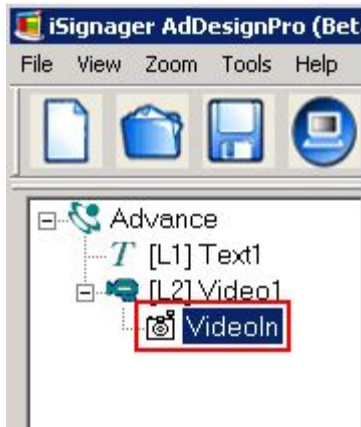 iSignager AdDesignPro (Bet
File View Zoom Tools Help
Advance
T [L1] Text1
[L2] Video1
VideoIn